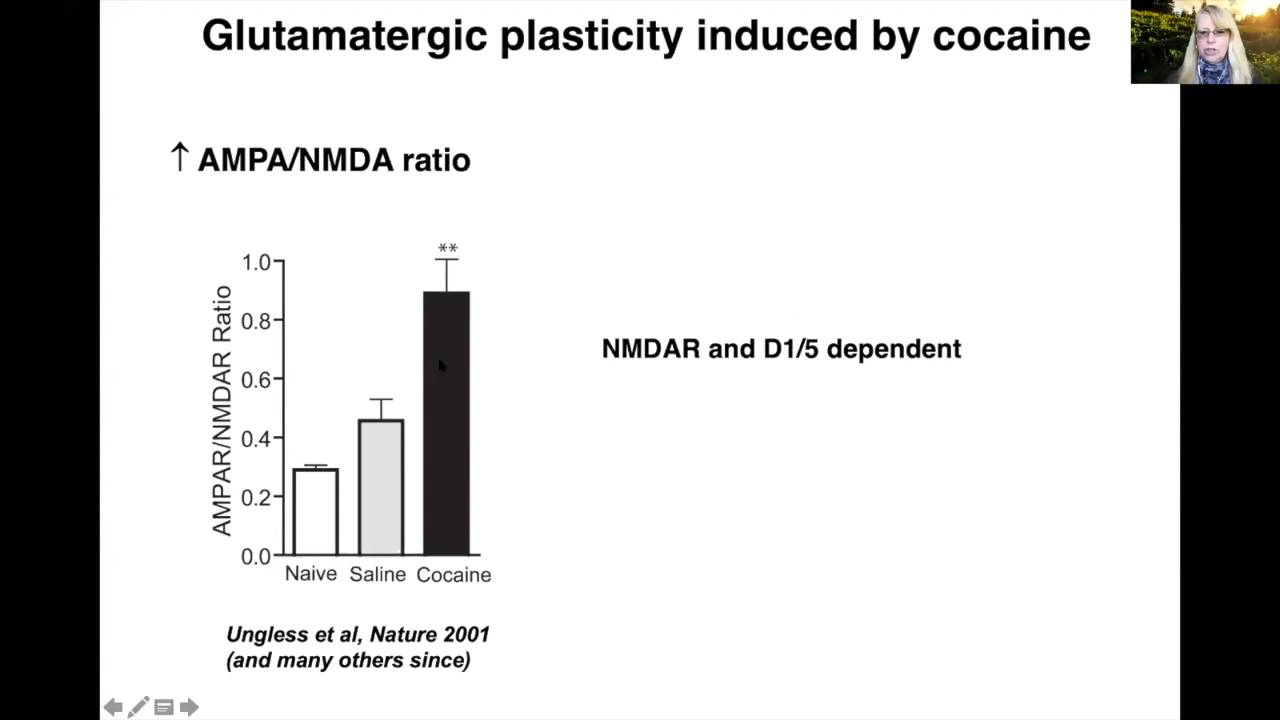 Glutamatergic plasticity induced by cocaine
↑ AMPA/NMDA ratio
**
AMPAR/NMDAR Ratio
1.0
0.8
0.6
0.4
0.2
0.0
Naive Saline Cocaine
NMDAR and D1/5 dependent
Ungless et al, Nature 2001
(and many others since)